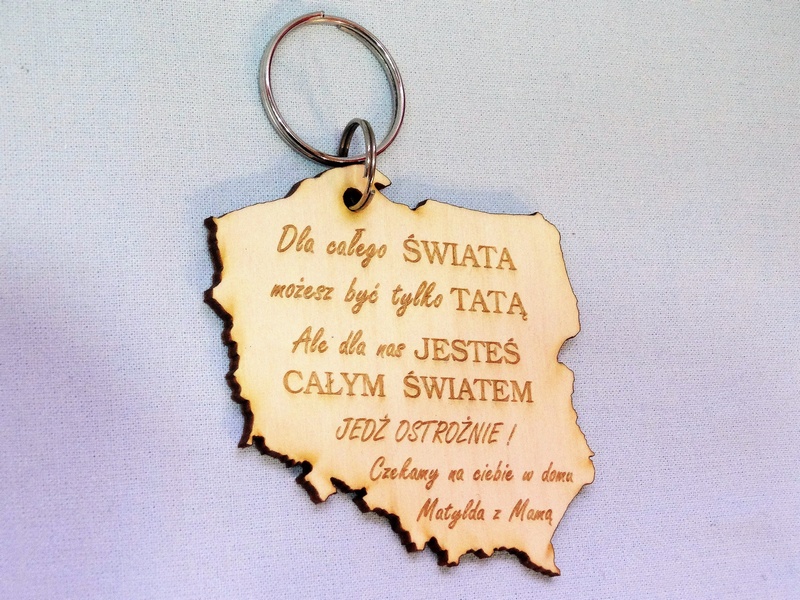 Dla całego ŚWIATA
możesz być tylko TATĄ
Ale dla nas JESTEŚ
CAŁYM ŚWIATEM
JEDŹ OSTROŻNIE !
Czekamy na ciebie w domu
Matylda z Mamą